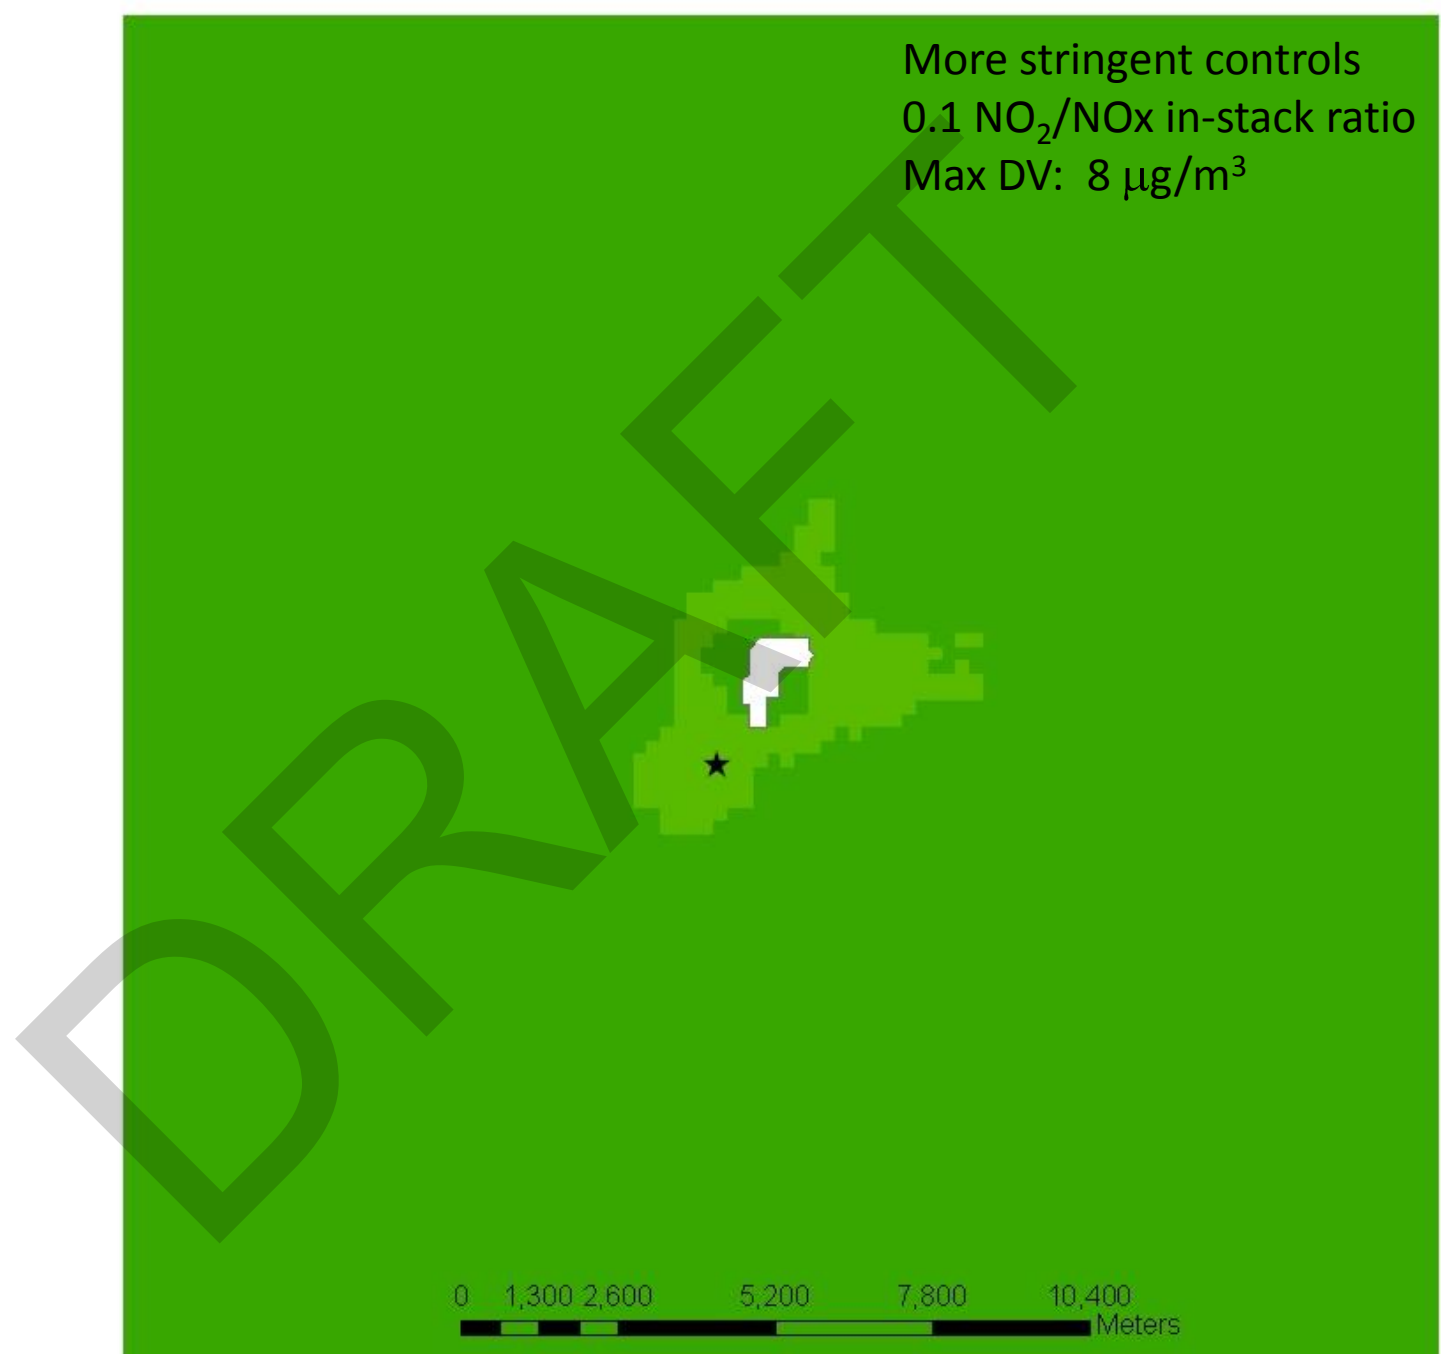 More stringent controls
0.1 NO₂/NOx in-stack ratio
Max DV: 8 μg/m³
DRAFT
0 1,300 2,600 5,200 7,800 10,400
Meters